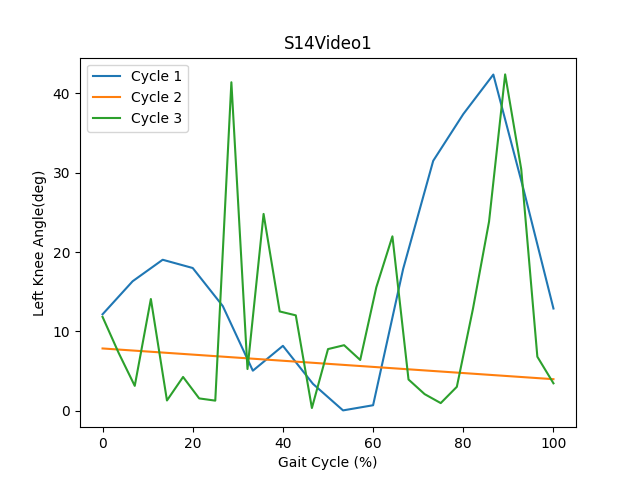 S14Video1
Cycle 1
Cycle 2
Cycle 3
Left Knee Angle(deg)
40
30
20
10
0
0 20 40 60 80 100
Gait Cycle (%)